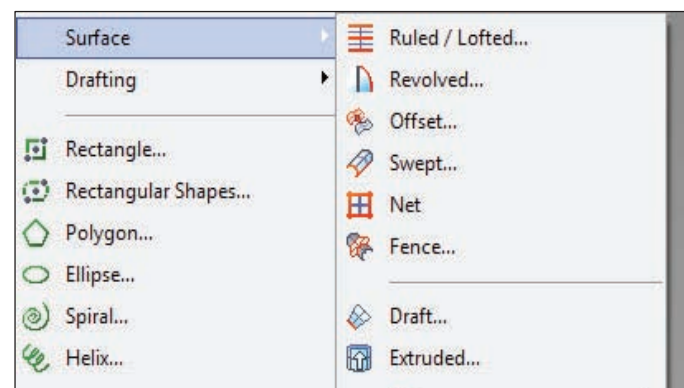 Surface
Drafting
Rectangle...
Rectangular Shapes...
Polygon...
Ellipse...
Spiral...
Helix...
Ruled / Lofted...
Revolved...
Offset...
Swept...
Net
Fence...
Draft...
Extruded...